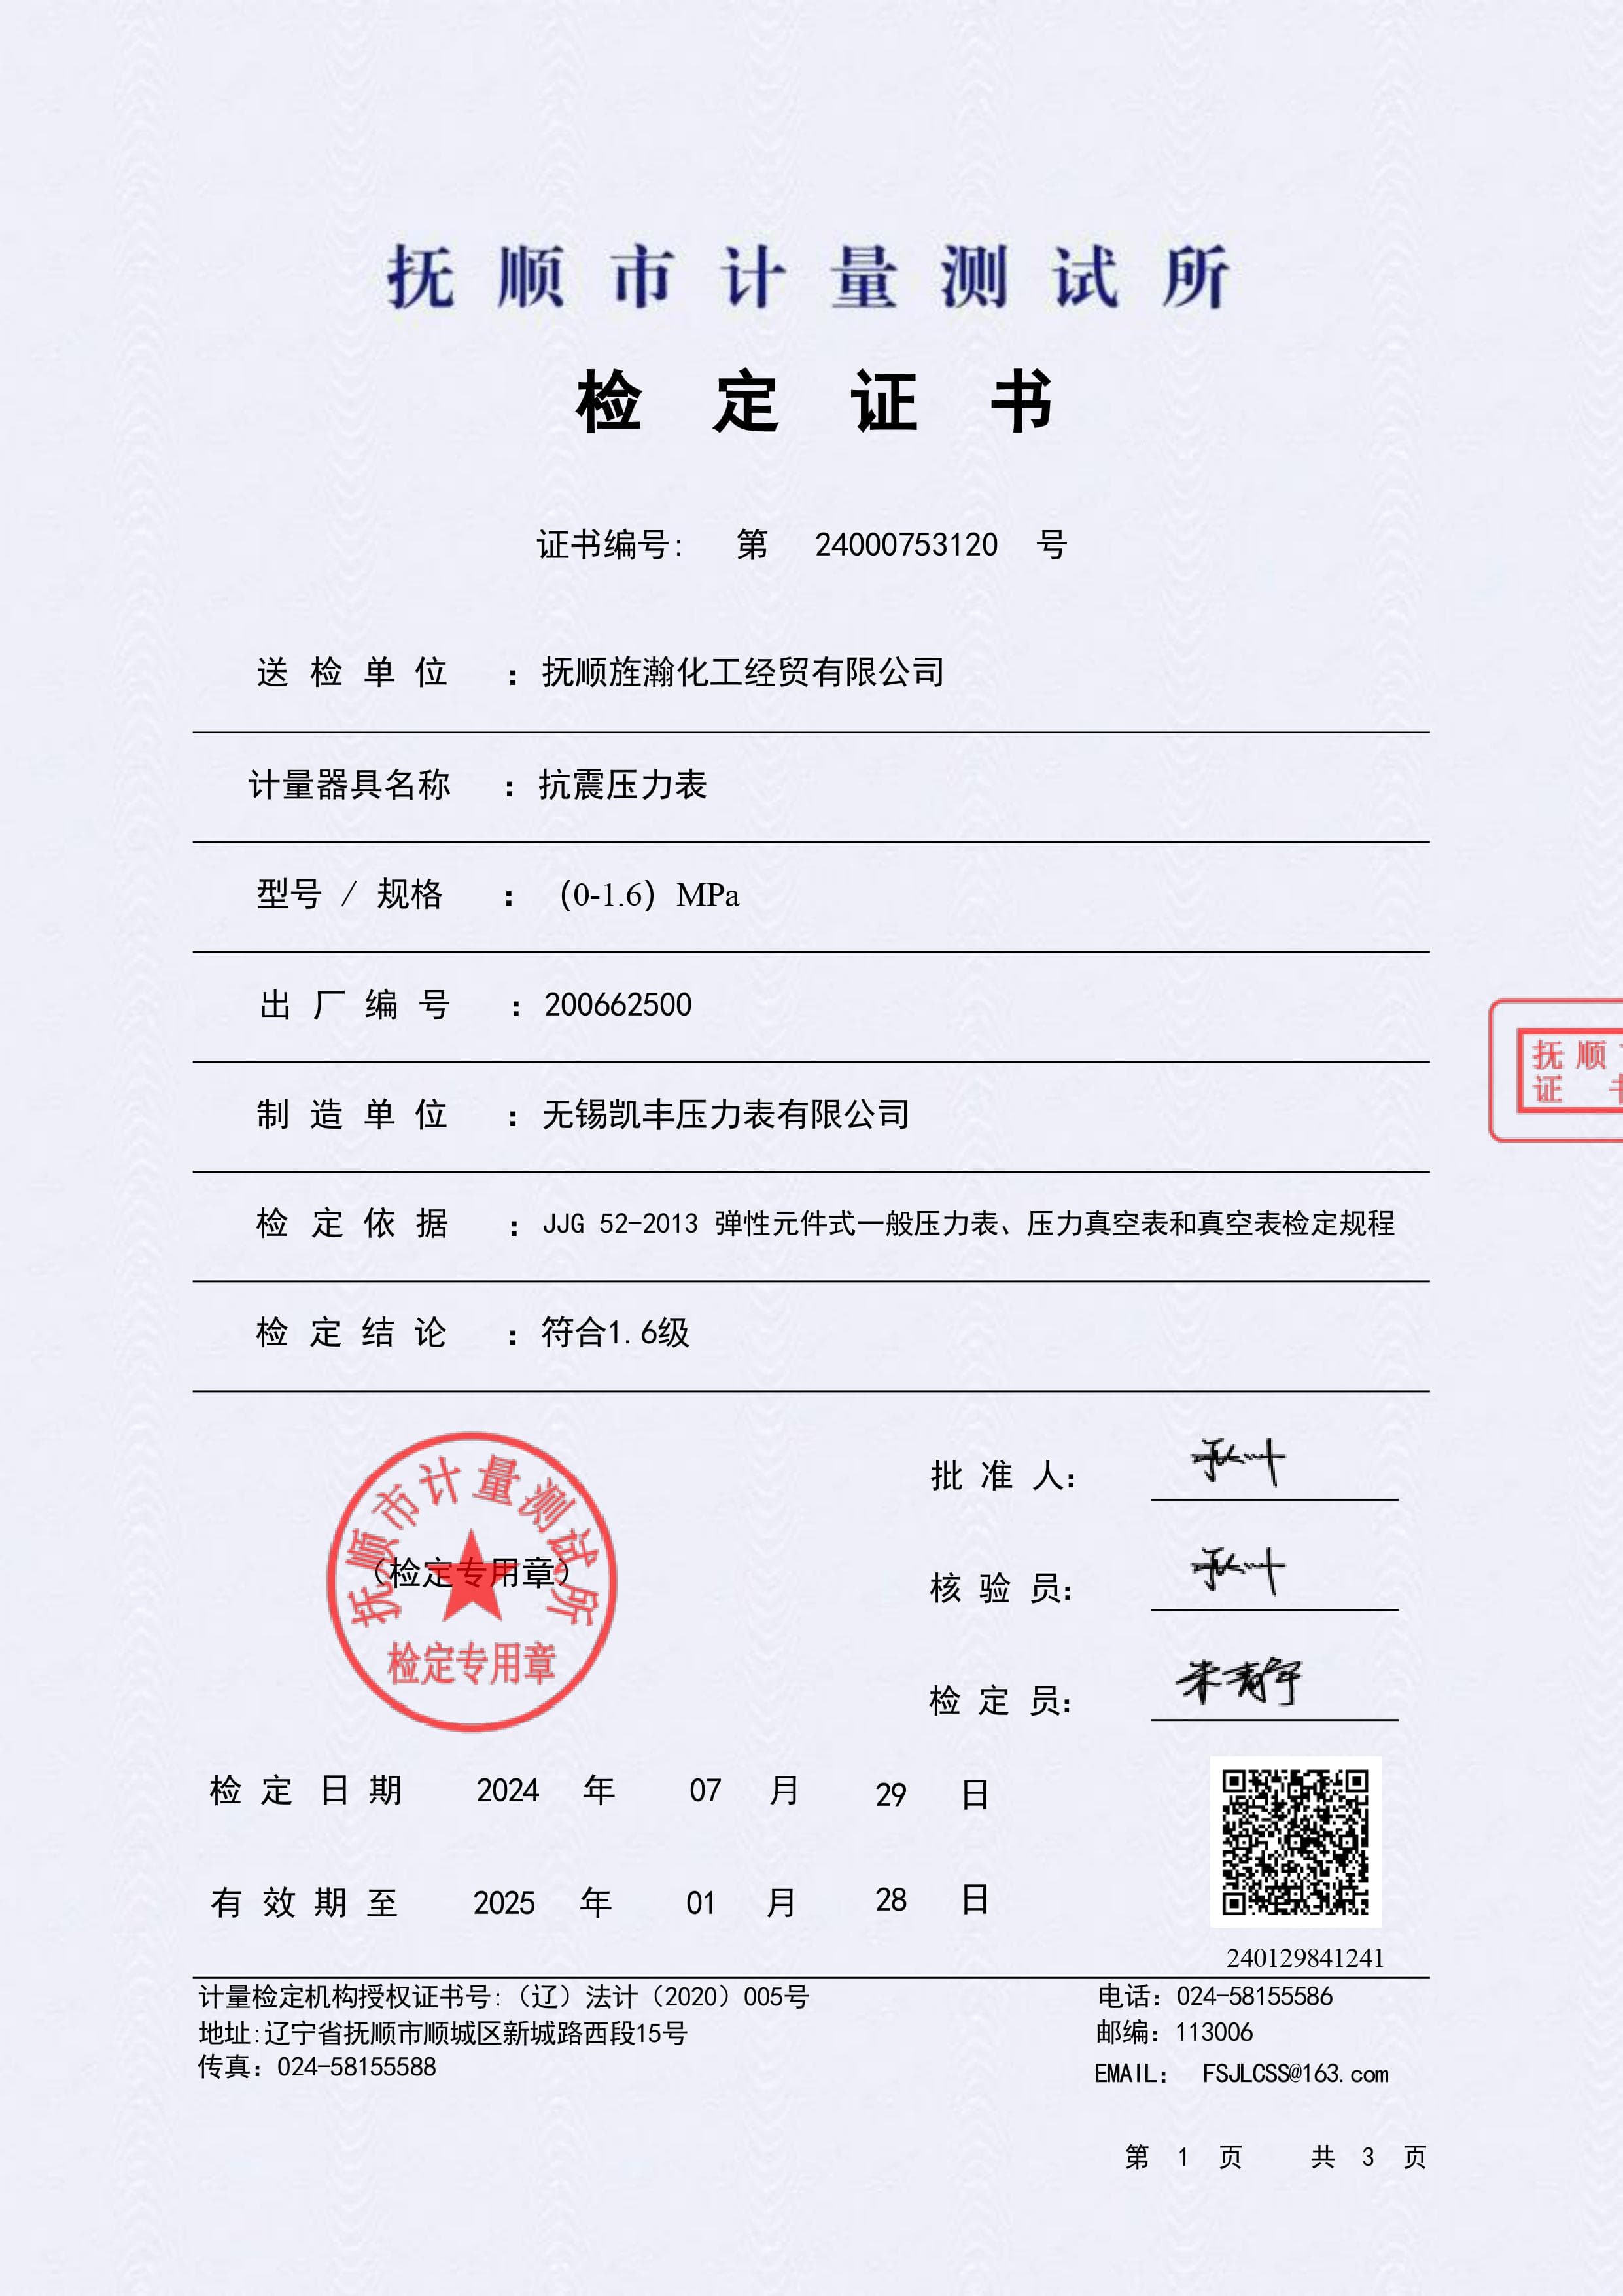 抚顺市计量测试所
检定证书
证书编号： 第 24000753120 号
送检单位 ：抚顺旌瀚化工经贸有限公司
计量器具名称 ：抗震压力表
型号 / 规格 ：（0-1.6）MPa
出厂编号 ：200662500
制造单位 ：无锡凯丰压力表有限公司
检定依据 ：JJG 52-2013 弹性元件式一般压力表、压力真空表和真空表检定规程
检定结论 ：符合1.6级
抚顺
证
抚顺市计量测试所
（检定专用章）
检定专用章
批准人：
核验员：
检定员：
检定日期 2024 年 07 月 29 日
有效期至 2025 年 01 月 28 日
240129841241
计量检定机构授权证书号:（辽）法计（2020）005号
电话：024-58155586
地址:辽宁省抚顺市顺城区新城路西段15号
邮编：113006
传真：024-58155588
EMAIL： FSJLCSS@163.com
第 1 页 共 3 页